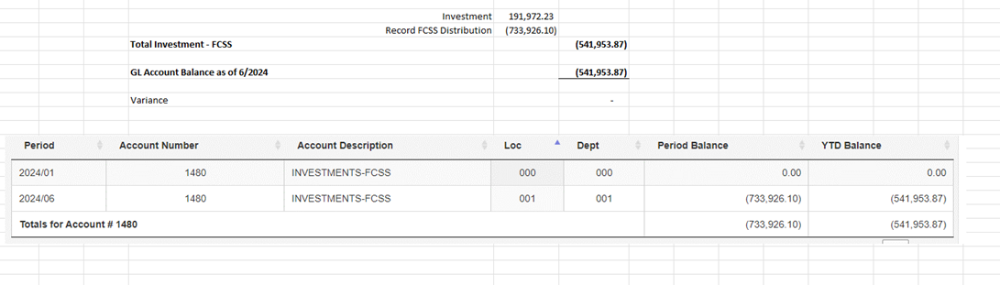 Investment 191,972.23
Record FCSS Distribution (733,926.10)
Total Investment - FCSS (541,953.87)
GL Account Balance as of 6/2024 (541,953.87)
Variance -
Period Account Number Account Description Loc Dept Period Balance YTD Balance
2024/01 1480 INVESTMENTS-FCSS 000 000 0.00 0.00
2024/06 1480 INVESTMENTS-FCSS 001 001 (733,926.10) (541,953.87)
Totals for Account # 1480 (733,926.10) (541,953.87)